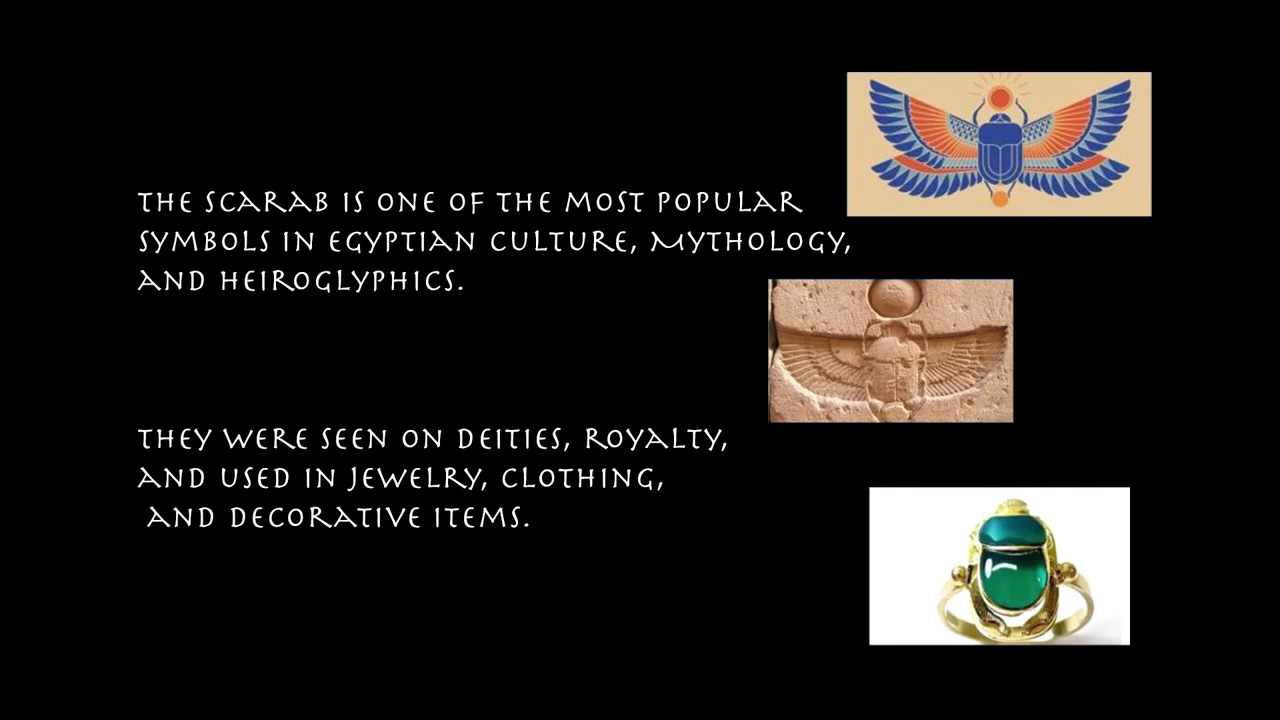 THE SCARAB IS ONE OF THE MOST POPULAR
SYMBOLS IN EGYPTIAN CULTURE, MYTHOLOGY,
AND HEIROGLYPHICS.
THEY WERE SEEN ON DEITIES, ROYALTY,
AND USED IN JEWELRY, CLOTHING,
AND DECORATIVE ITEMS.